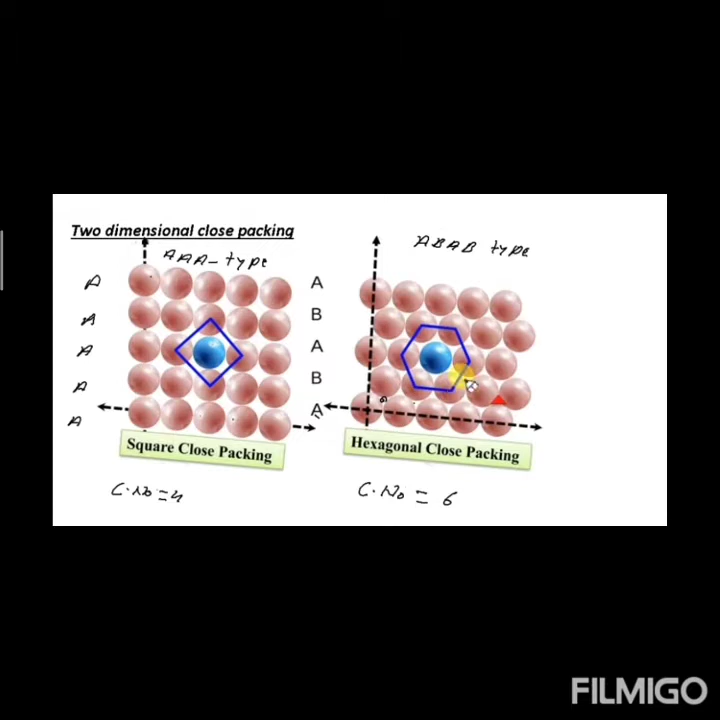 Two dimensional close packing
AAA- type
ABAB type
A
A
A
A
A
A
B
A
B
A
Square Close Packing
Hexagonal Close Packing
C.No=4
C.No = 6
FILMIGO